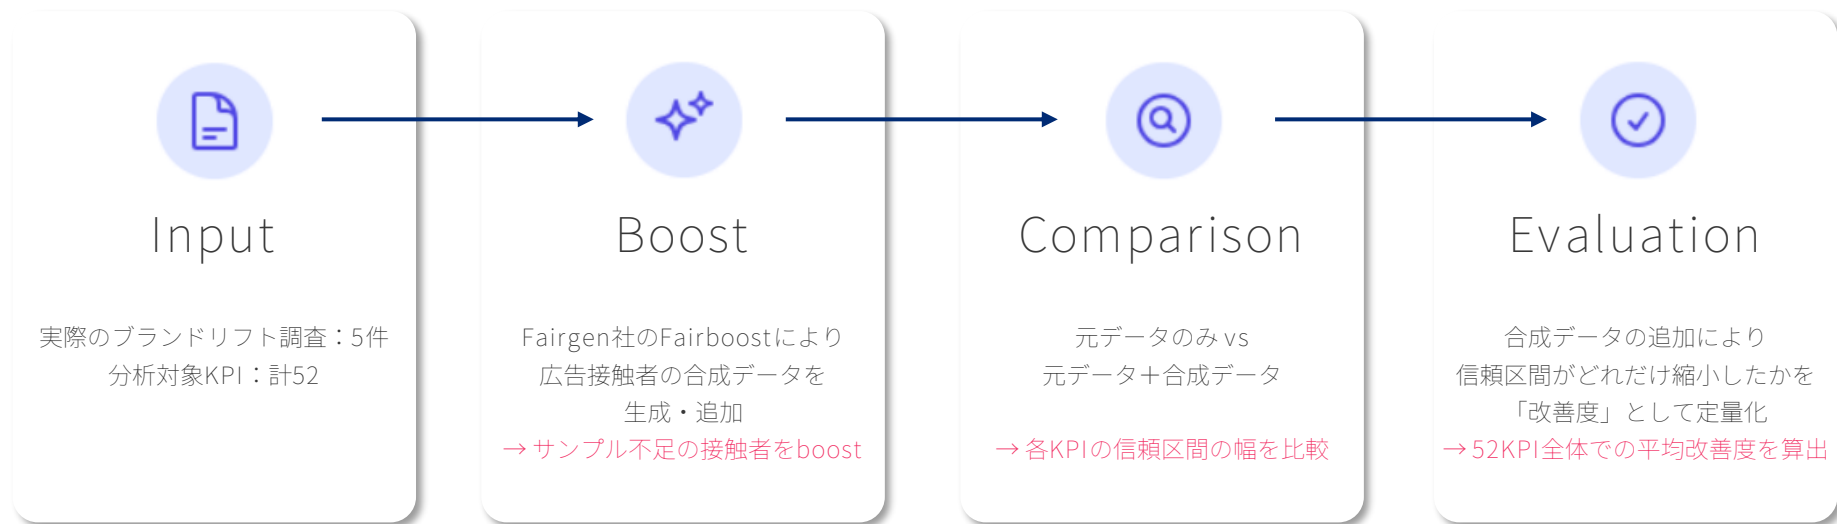 Input
実際のブランドリフト調査：5件
分析対象KPI：計52
Boost
Fairgen社のFairboostにより
広告接触者の合成データを
生成・追加
→ サンプル不足の接触者をboost
Comparison
元データのみ vs
元データ＋合成データ
→ 各KPIの信頼区間の幅を比較
Evaluation
合成データの追加により
信頼区間がどれだけ縮小したかを
「改善度」として定量化
→ 52KPI全体での平均改善度を算出